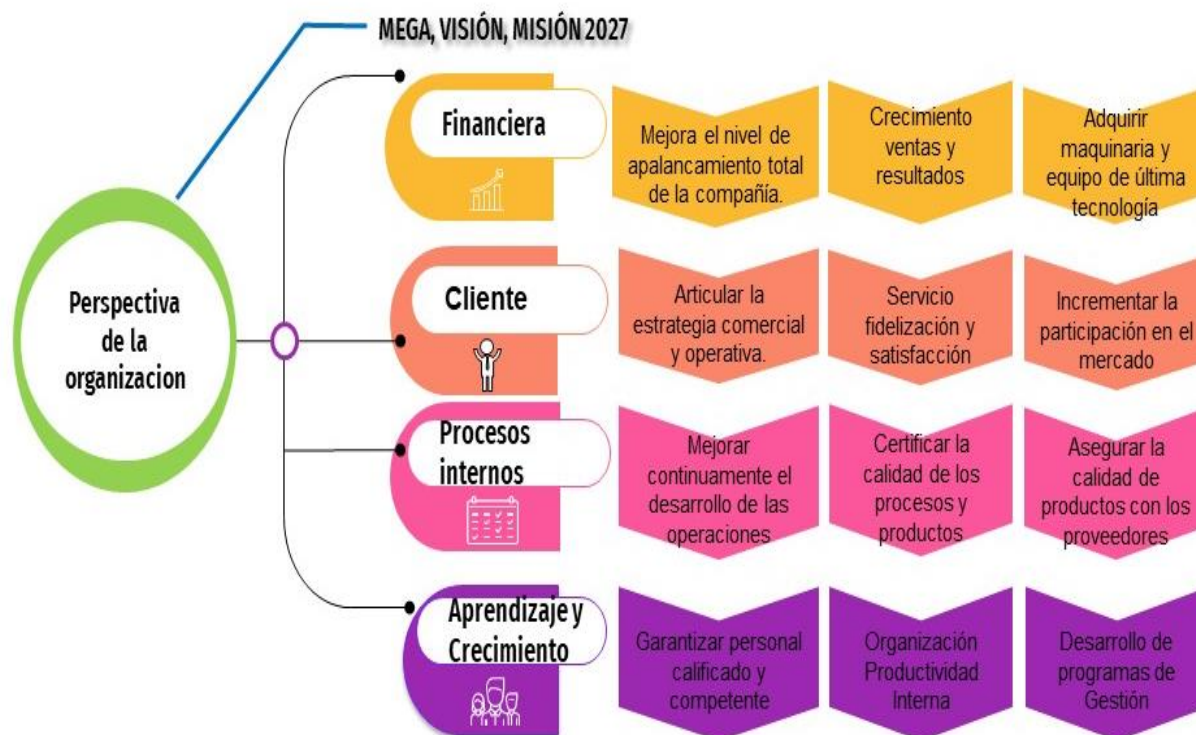 MEGA, VISIÓN, MISIÓN 2027
Perspectiva
de la
organizacion
Financiera
Mejora el nivel de
apalancamiento total
de la compañía.
Crecimiento
ventas y
resultados
Adquirir
maquinaria y
equipo de última
tecnología
Cliente
Articular la
estrategia comercial
y operativa.
Servicio
fidelización y
satisfacción
Incrementar la
participación en el
mercado
Procesos
internos
Mejorar
continuamente el
desarrollo de las
operaciones
Certificar la
calidad de los
procesos y
productos
Asegurar la
calidad de
productos con los
proveedores
Aprendizaje y
Crecimiento
Garantizar personal
calificado y
competente
Organización
Productividad
Interna
Desarrollo de
programas de
Gestión